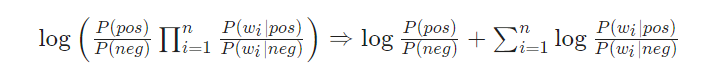 log ( P(pos)/P(neg) ∏_{i=1}^{n} P(w_i|pos)/P(w_i|neg) ) ⇒ log P(pos)/P(neg) + ∑_{i=1}^{n} log P(w_i|pos)/P(w_i|neg)